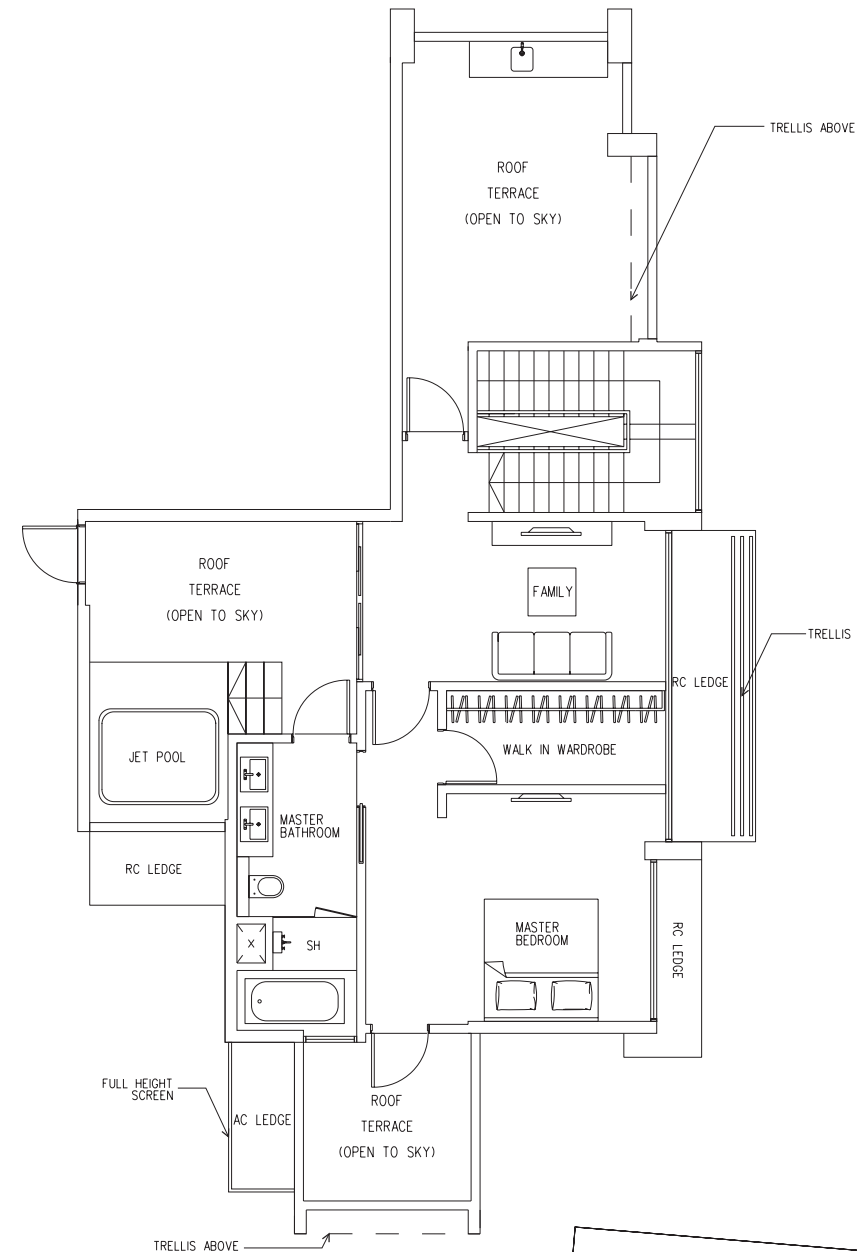 TRELLIS ABOVE
ROOF
TERRACE
(OPEN TO SKY)
ROOF
TERRACE
(OPEN TO SKY)
FAMILY
TRELLIS
RC LEDGE
WALK IN WARDROBE
JET POOL
MASTER
BATHROOM
RC LEDGE
MASTER
BEDROOM
RC LEDGE
X
SH
FULL HEIGHT
SCREEN
AC LEDGE
ROOF
TERRACE
(OPEN TO SKY)
TRELLIS ABOVE